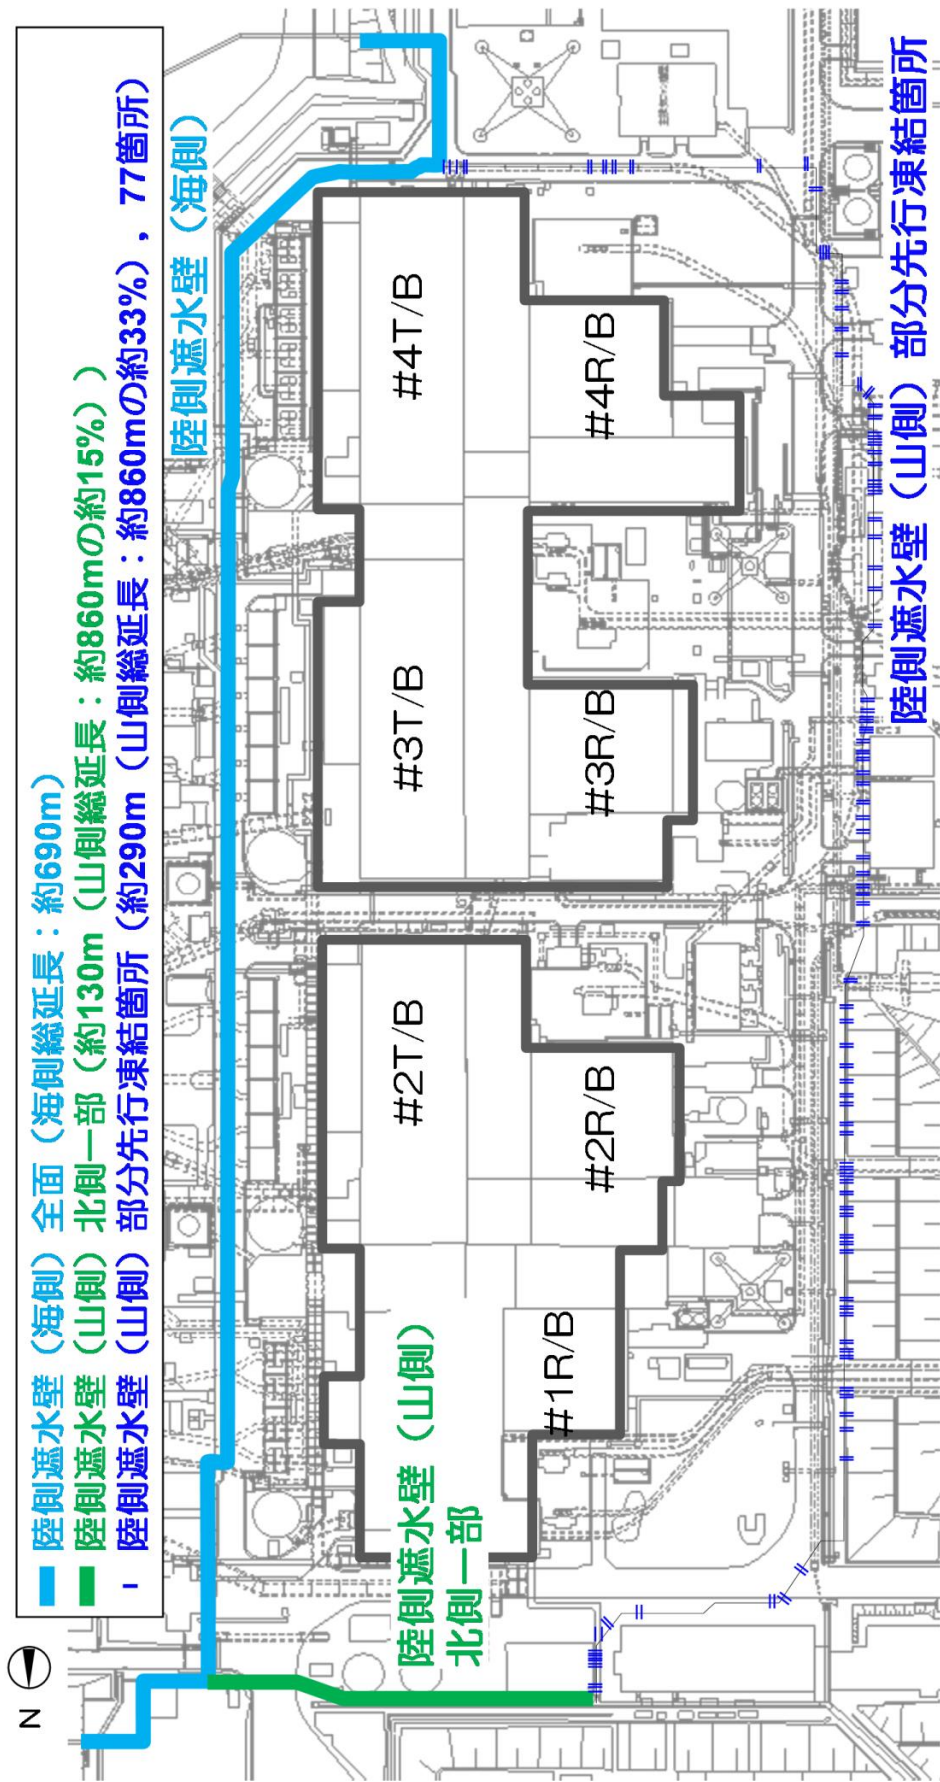 N
陸側遮水壁（海側）全面（海側総延長：約690m）
陸側遮水壁（山側）北側一部（約130m（山側総延長：約860mの約15%））
陸側遮水壁（山側）部分先行凍結箇所（約290m（山側総延長：約860mの約33%），77箇所）
陸側遮水壁（海側）
#2T/B
#3T/B
#4T/B
#1R/B
#2R/B
#3R/B
#4R/B
陸側遮水壁（山側）
北側一部
陸側遮水壁（山側）部分先行凍結箇所